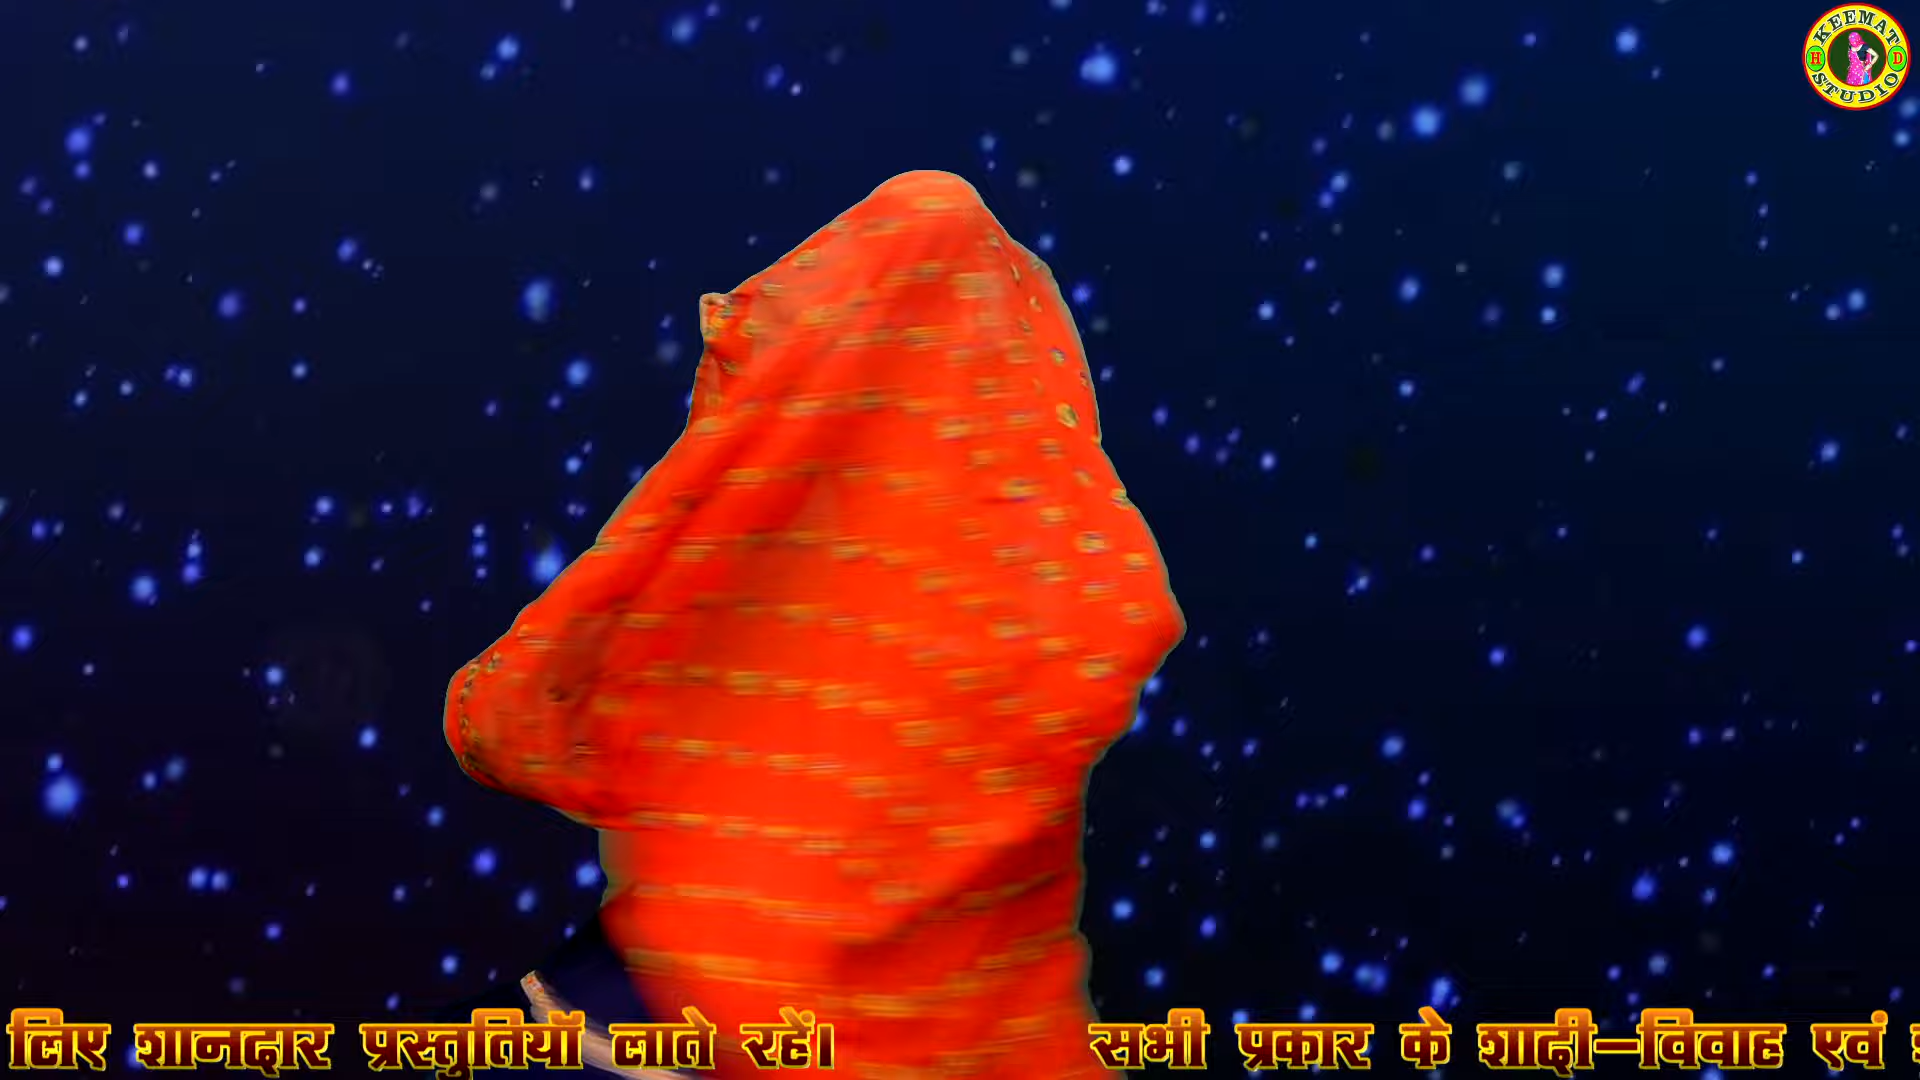 KEEMAT
H D
STUDIO
लिए शानदार प्रस्तुतियाँ लाते रहें। सभी प्रकार के शादी–विवाह एवं